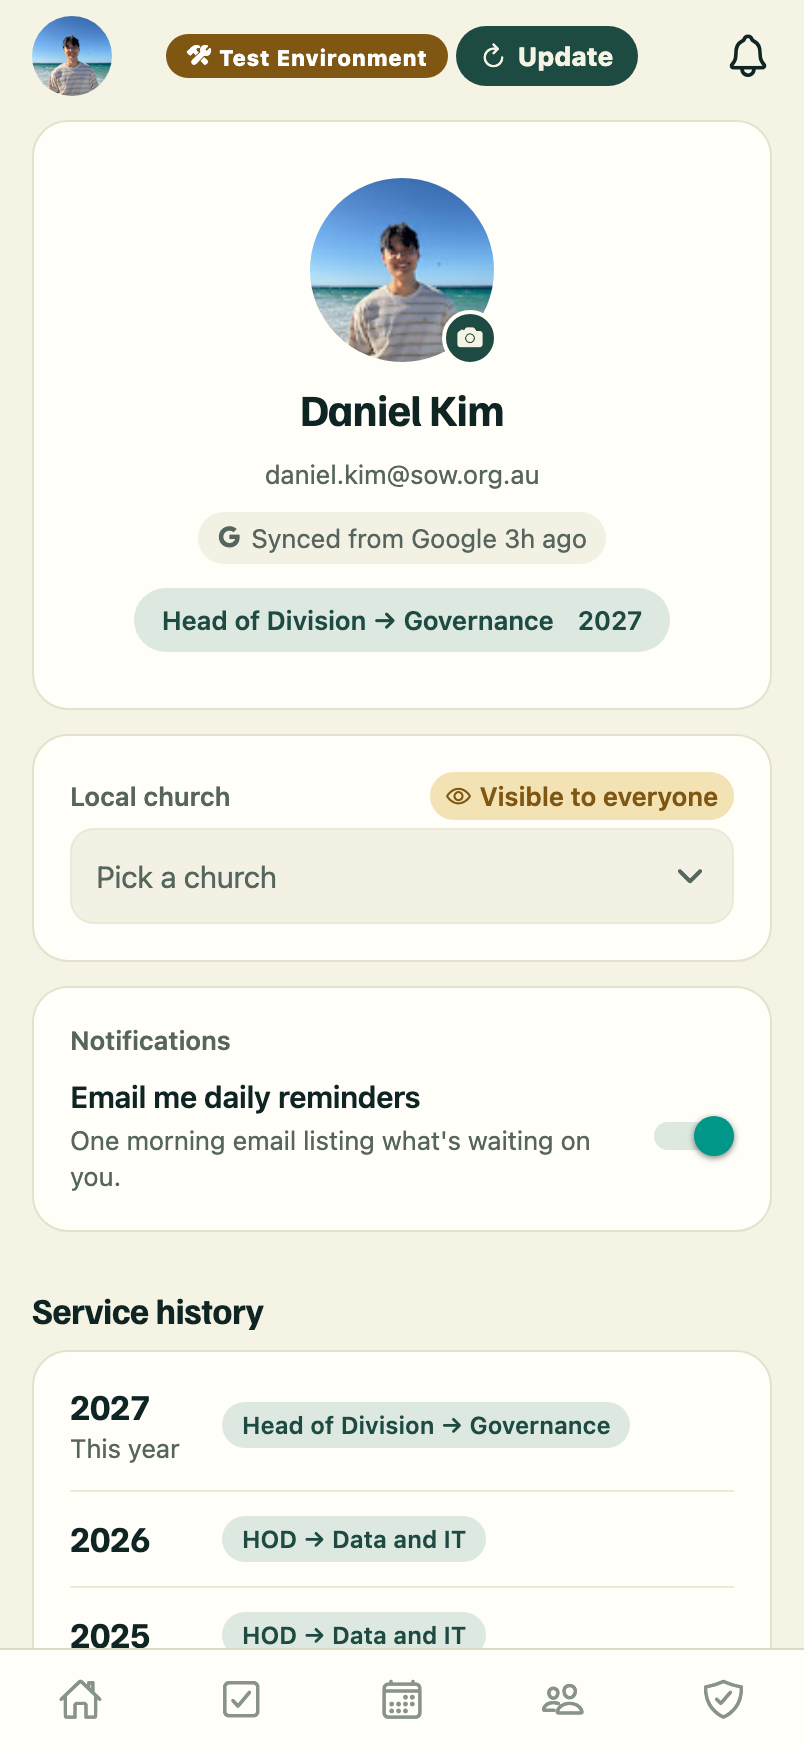 Test Environment
Update
Daniel Kim
daniel.kim@sow.org.au
G Synced from Google 3h ago
Head of Division → Governance 2027
Local church
Visible to everyone
Pick a church
Notifications
Email me daily reminders
One morning email listing what's waiting on
you.
Service history
2027
This year
Head of Division → Governance
2026
HOD → Data and IT
2025
HOD → Data and IT